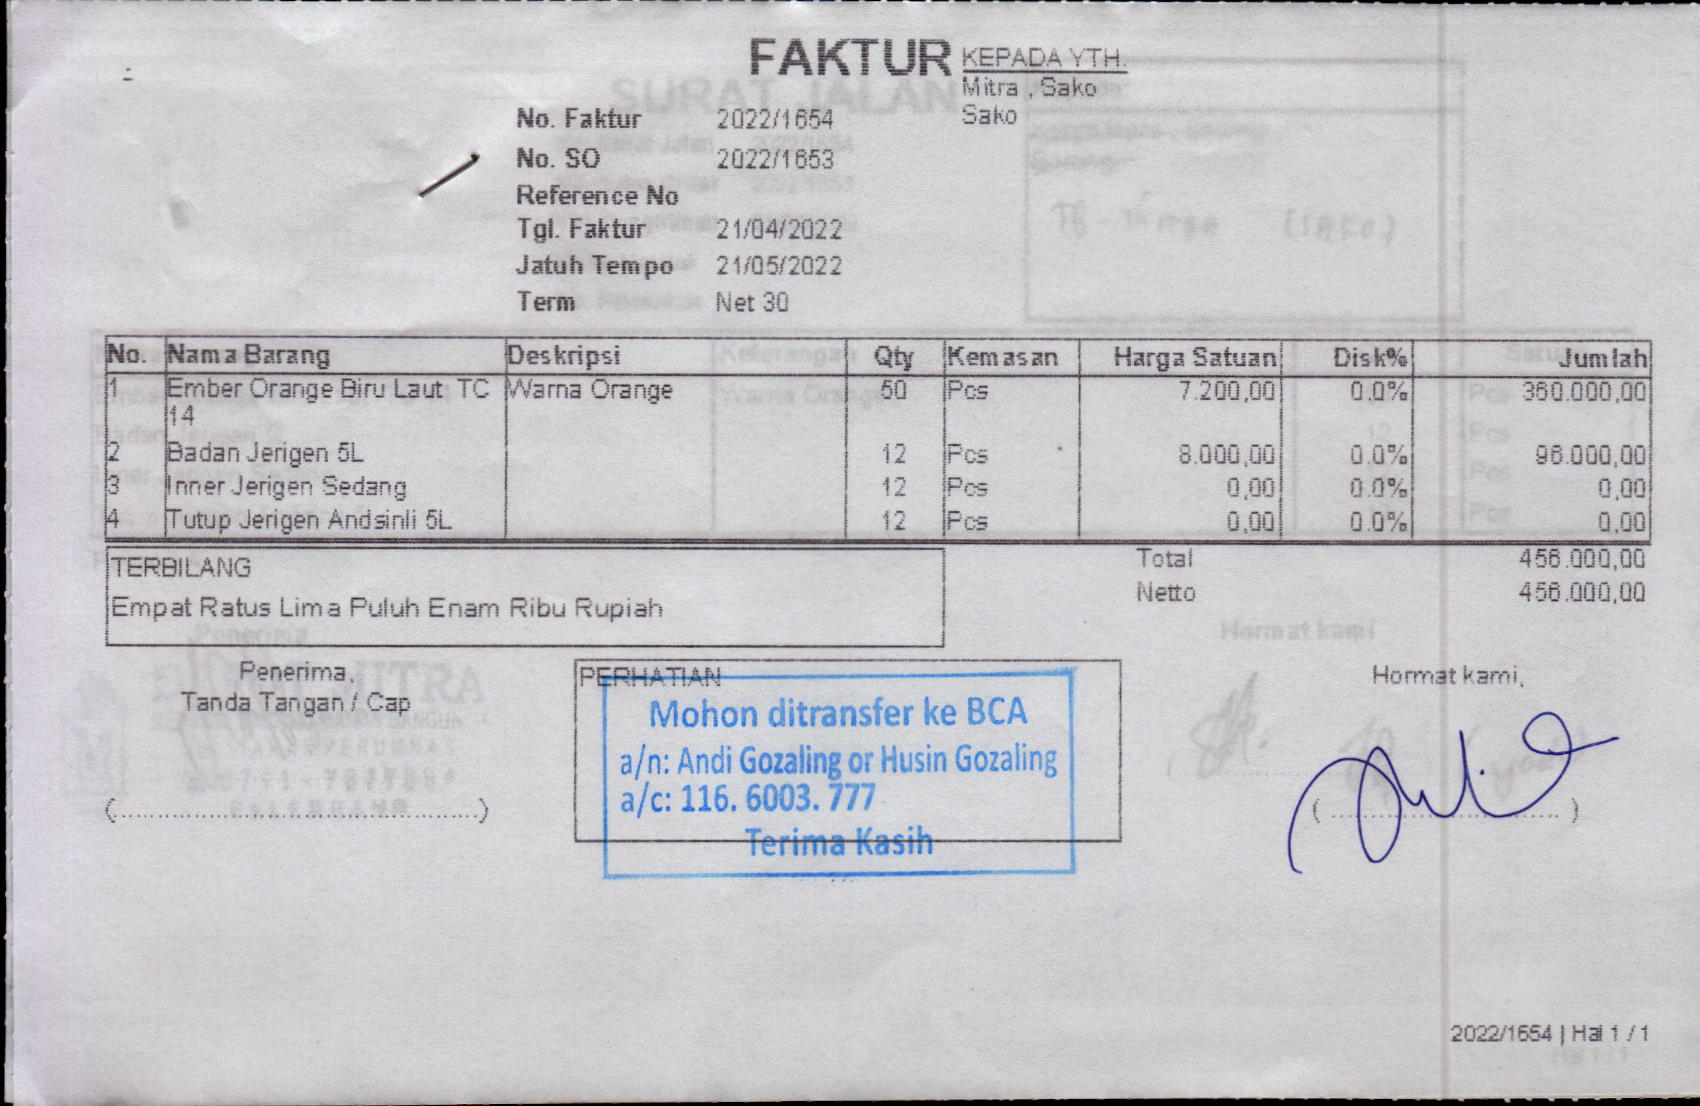 FAKTUR
KEPADA YTH.
Mitra , Sako
Sako
No. Faktur 2022/1654
No. SO 2022/1653
Reference No
Tgl. Faktur 21/04/2022
Jatuh Tempo 21/05/2022
Term Net 30
No. Nama Barang Deskripsi Qty Kemasan Harga Satuan Disk% Jumlah
1 Ember Orange Biru Laut TC Warna Orange 50 Pcs 7.200,00 0.0% 360.000,00
14
2 Badan Jerigen 5L 12 Pcs 8.000,00 0.0% 96.000,00
3 Inner Jerigen Sedang 12 Pcs 0,00 0.0% 0,00
4 Tutup Jerigen Andsinli 5L 12 Pcs 0,00 0.0% 0,00
Total 456.000,00
Netto 456.000,00
TERBILANG
Empat Ratus Lima Puluh Enam Ribu Rupiah
Penerima,
Tanda Tangan / Cap
(..........)
PERHATIAN
Mohon ditransfer ke BCA
a/n: Andi Gozaling or Husin Gozaling
a/c: 116. 6003. 777
Terima Kasih
Hormat kami,
(..........)
2022/1654 | Hal 1 / 1